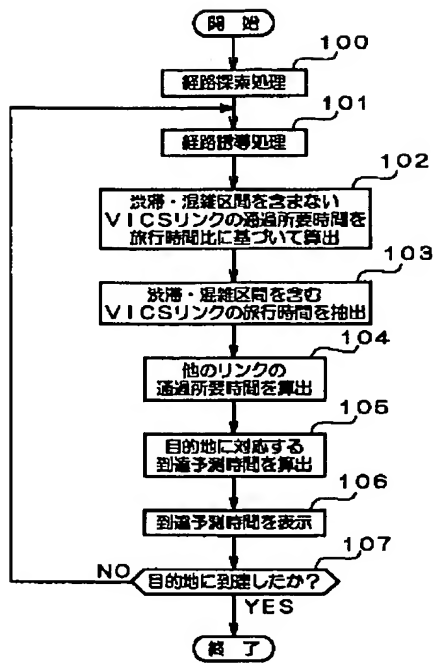 開 始
100
経路探索処理
101
経路誘導処理
102
渋滞・混雑区間を含まない
VICSリンクの通過所要時間を
旅行時間比に基づいて算出
103
渋滞・混雑区間を含む
VICSリンクの旅行時間を抽出
104
他のリンクの
通過所要時間を算出
105
目的地に対応する
到達予測時間を算出
106
到達予測時間を表示
107
NO
目的地に到達したか?
YES
終 了